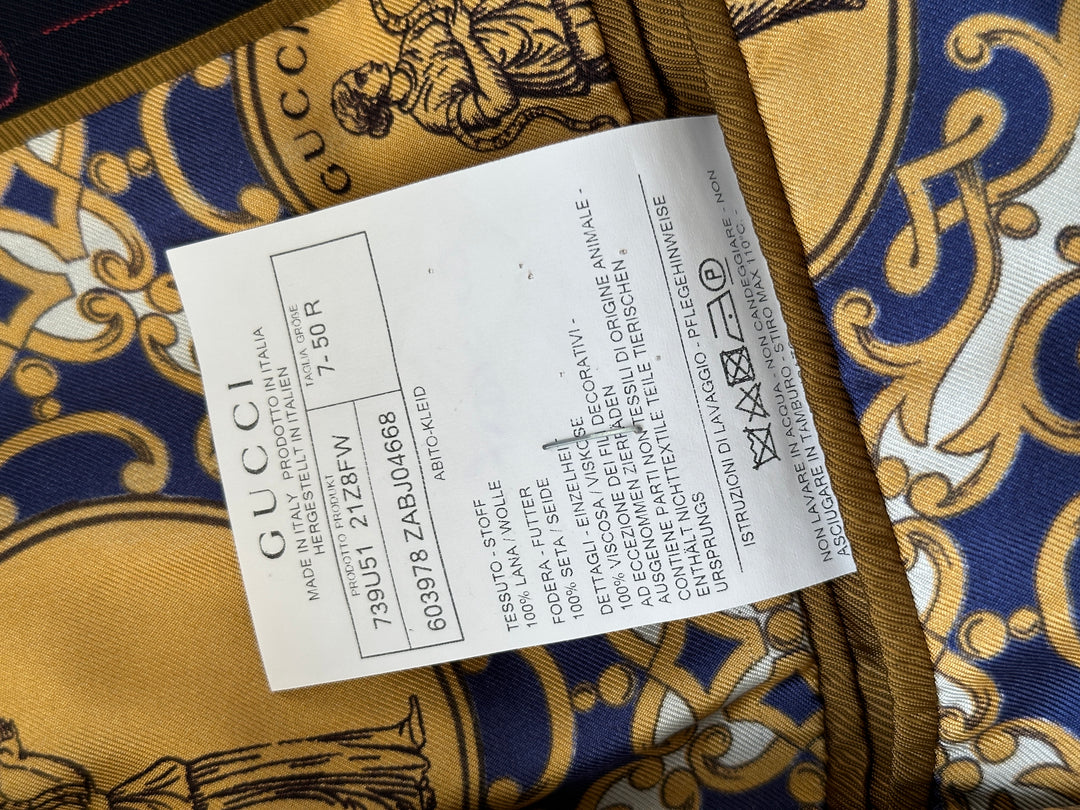 GUCCI
GUCCI
MADE IN ITALY PRODOTTO IN ITALIA
HERGESTELLT IN ITALIEN
PRODOTTO PRODUKT
TAGLIA GRÖßE
739U51 21Z8FW
7- 50 R
603978 ZABJ04668
ABITO-KLEID
TESSUTO - STOFF
100% LANA / WOLLE
FODERA - FUTTER
100% SETA / SEIDE
DETTAGLI - EINZELHEIT
100% VISCOSA / VISKOSE
AD ECCEZIONE DEI FILI DECORATIVI -
AUSGENOMMEN ZIERFÄDEN
CONTIENE PARTI NON TESSILI DI ORIGINE ANIMALE -
ENTHÄLT NICHTTEXTILE TEILE TIERISCHEN
URSPRUNGS
ISTRUZIONI DI LAVAGGIO - PFLEGEHINWEISE
P
NON LAVARE IN ACQUA - NON CANDEGGIARE - NON
ASCIUGARE IN TAMBURO - STIRO MAX 110°C. -